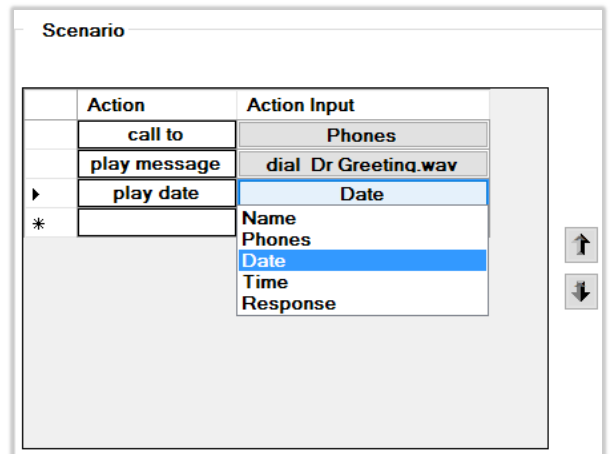 Scenario
Action Action Input
call to Phones
play message dial Dr Greeting.wav
play date Date
Name
Phones
Date
Time
Response